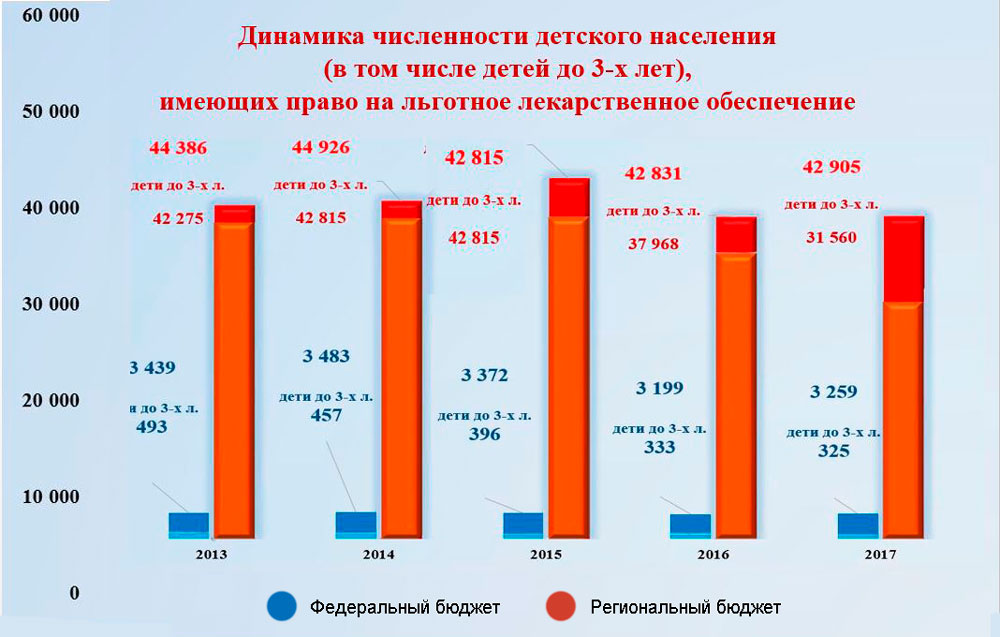 Динамика численности детского населения
(в том числе детей до 3-х лет),
имеющих право на льготное лекарственное обеспечение
60 000
50 000
40 000
30 000
20 000
10 000
0
44 386
дети до 3-х л.
42 275
3 439
и до 3-х л.
493
2013
44 926
дети до 3-х л.
42 815
3 483
дети до 3-х л.
457
2014
42 815
дети до 3-х л.
42 815
3 372
дети до 3-х л.
396
2015
42 831
дети до 3-х л.
37 968
3 199
дети до 3-х л.
333
2016
42 905
дети до 3-х л.
31 560
3 259
дети до 3-х л.
325
2017
Федеральный бюджет
Региональный бюджет